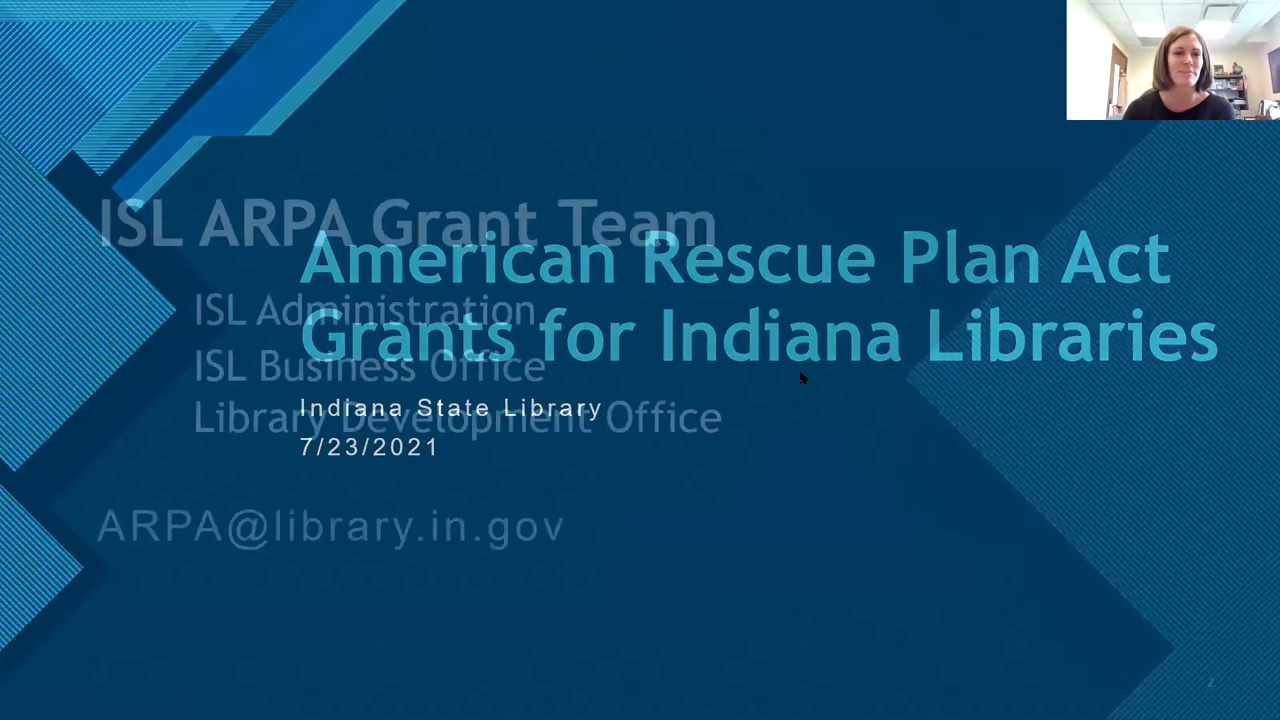 ISL ARPA Grant Team
American Rescue Plan Act
Grants for Indiana Libraries
ISL Administration
ISL Business Office
Library Development Office
Indiana State Library
7/23/2021
ARPA@library.in.gov
2